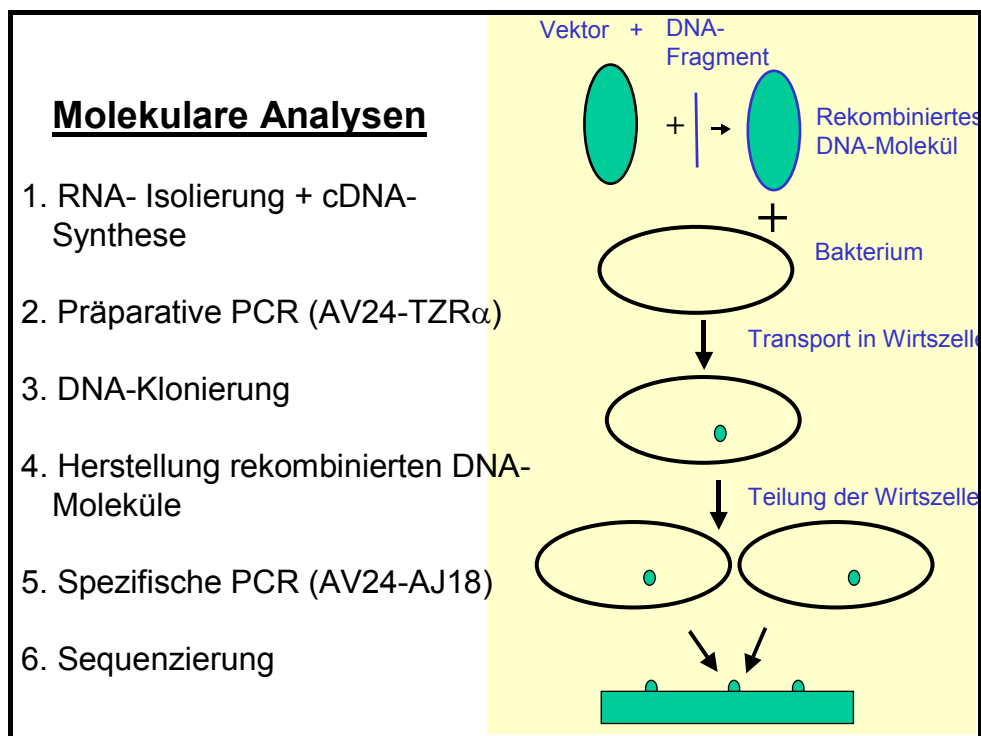 Molekulare Analysen
1. RNA- Isolierung + cDNA-
Synthese
2. Präparative PCR (AV24-TZRα)
3. DNA-Klonierung
4. Herstellung rekombinierten DNA-
Moleküle
5. Spezifische PCR (AV24-AJ18)
6. Sequenzierung
Vektor + DNA-
Fragment
+
Rekombiniertes
DNA-Molekül
+
Bakterium
Transport in Wirtszelle
Teilung der Wirtszelle